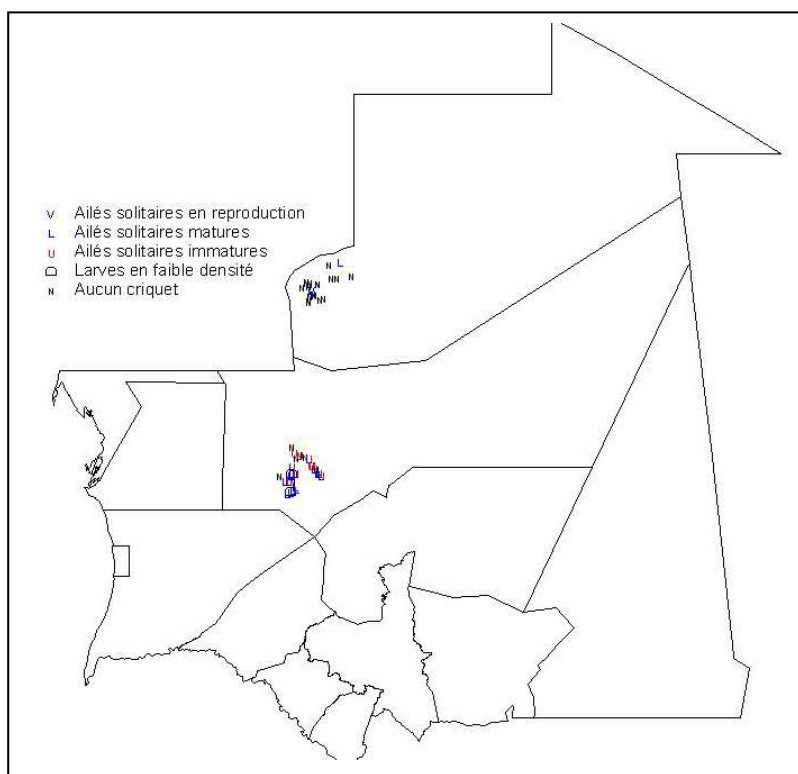 V Ailés solitaires en reproduction
L Ailés solitaires matures
U Ailés solitaires immatures
Larves en faible densité
N Aucun criquet